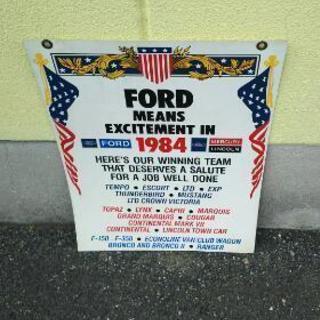 FORD
MEANS
EXCITEMENT IN
FORD 1984 MERCURY LINCOLN
HERE'S OUR WINNING TEAM
THAT DESERVES A SALUTE
FOR A JOB WELL DONE
TEMPO • ESCORT • LTD • EXP
THUNDERBIRD • MUSTANG
LTD CROWN VICTORIA
TOPAZ • LYNX • CAPRI • MARQUIS
GRAND MARQUIS • COUGAR
CONTINENTAL MARK VII
CONTINENTAL • LINCOLN TOWN CAR
F-150 - F-350 • ECONOLINE VAN/CLUB WAGON
BRONCO AND BRONCO II • RANGER